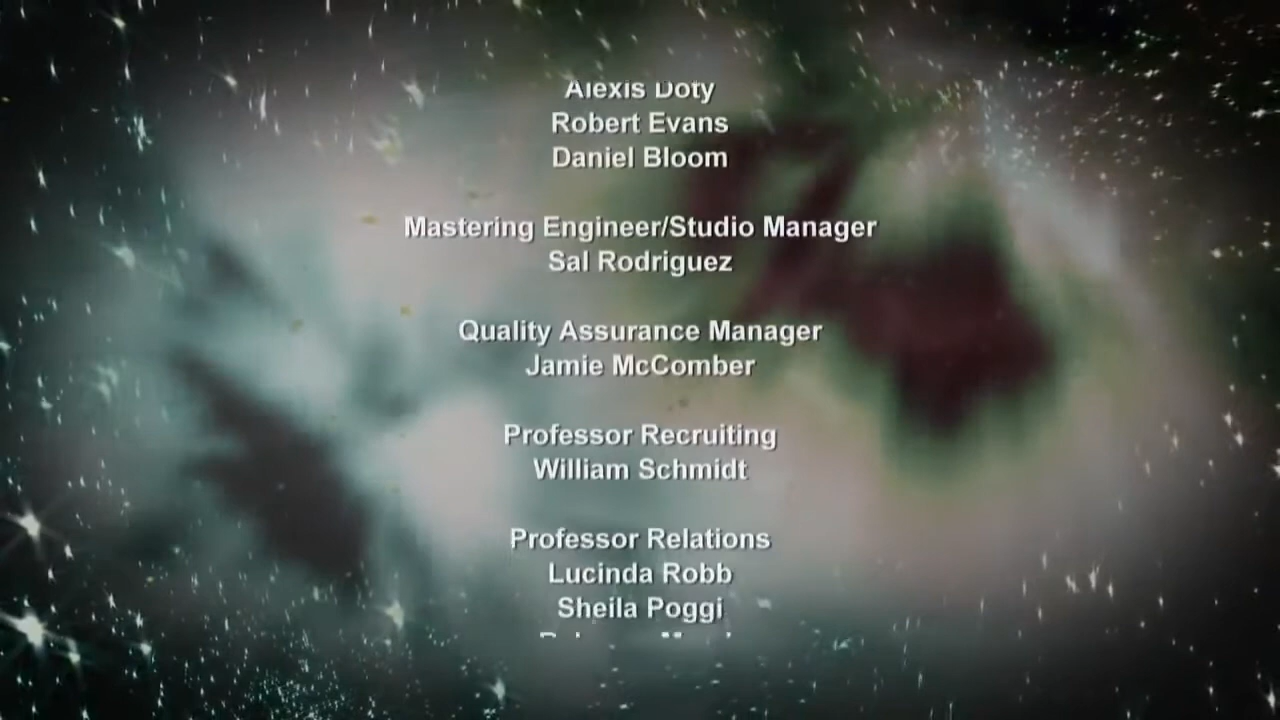 Alexis Doty
Robert Evans
Daniel Bloom
Mastering Engineer/Studio Manager
Sal Rodriguez
Quality Assurance Manager
Jamie McComber
Professor Recruiting
William Schmidt
Professor Relations
Lucinda Robb
Sheila Poggi